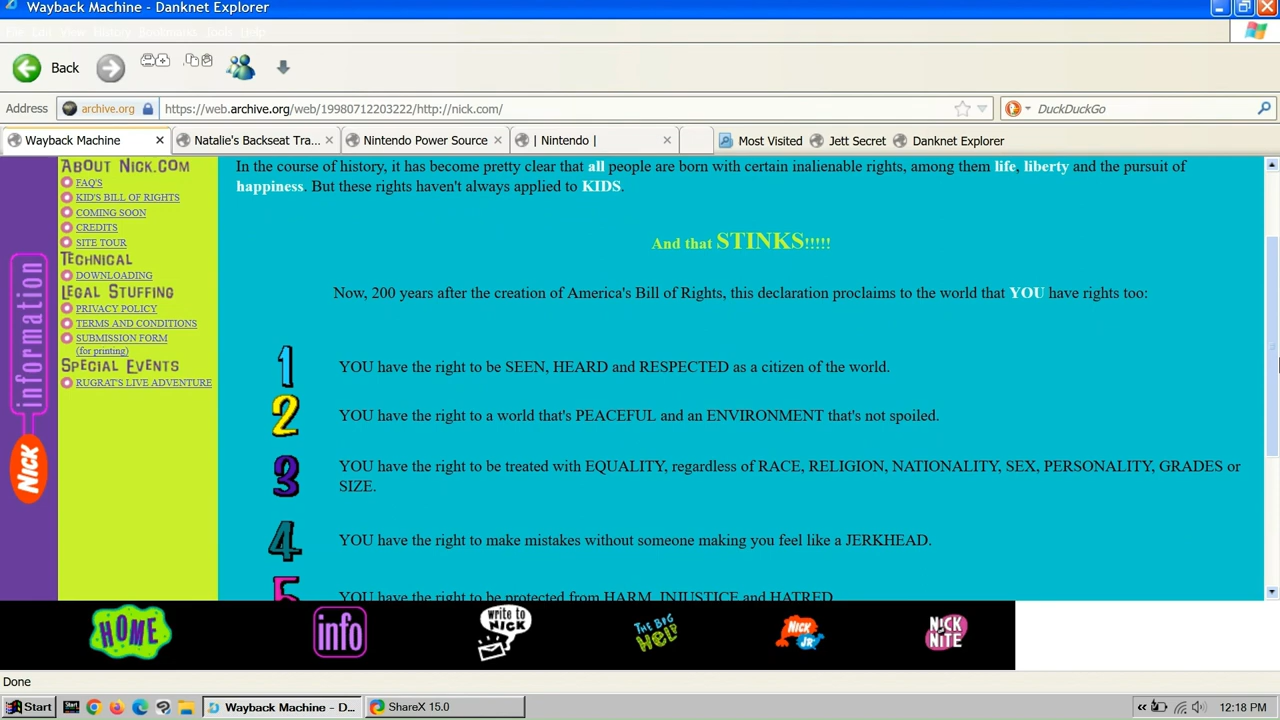 Wayback Machine - Danknet Explorer
File Edit View History Bookmarks Tools Help
Back
Address archive.org https://web.archive.org/web/19980712203222/http://nick.com/ DuckDuckGo
Wayback Machine Natalie's Backseat Tra... Nintendo Power Source | Nintendo | Most Visited Jett Secret Danknet Explorer
ABOUT NICK.COM
FAQ'S
KID'S BILL OF RIGHTS
COMING SOON
CREDITS
SITE TOUR
TECHNICAL
DOWNLOADING
LEGAL STUFFING
PRIVACY POLICY
TERMS AND CONDITIONS
SUBMISSION FORM
(for printing)
SPECIAL EVENTS
RUGRAT'S LIVE ADVENTURE
information
NICK
In the course of history, it has become pretty clear that all people are born with certain inalienable rights, among them life, liberty and the pursuit of
happiness. But these rights haven't always applied to KIDS.
And that STINKS!!!!!
Now, 200 years after the creation of America's Bill of Rights, this declaration proclaims to the world that YOU have rights too:
1 YOU have the right to be SEEN, HEARD and RESPECTED as a citizen of the world.
2 YOU have the right to a world that's PEACEFUL and an ENVIRONMENT that's not spoiled.
3 YOU have the right to be treated with EQUALITY, regardless of RACE, RELIGION, NATIONALITY, SEX, PERSONALITY, GRADES or
SIZE.
4 YOU have the right to make mistakes without someone making you feel like a JERKHEAD.
5 YOU have the right to be protected from HARM, INJUSTICE and HATRED.
HOME info write to NICK THE BIG HELP NICK JR NICK NITE
Done
Start Wayback Machine - D... ShareX 15.0 12:18 PM